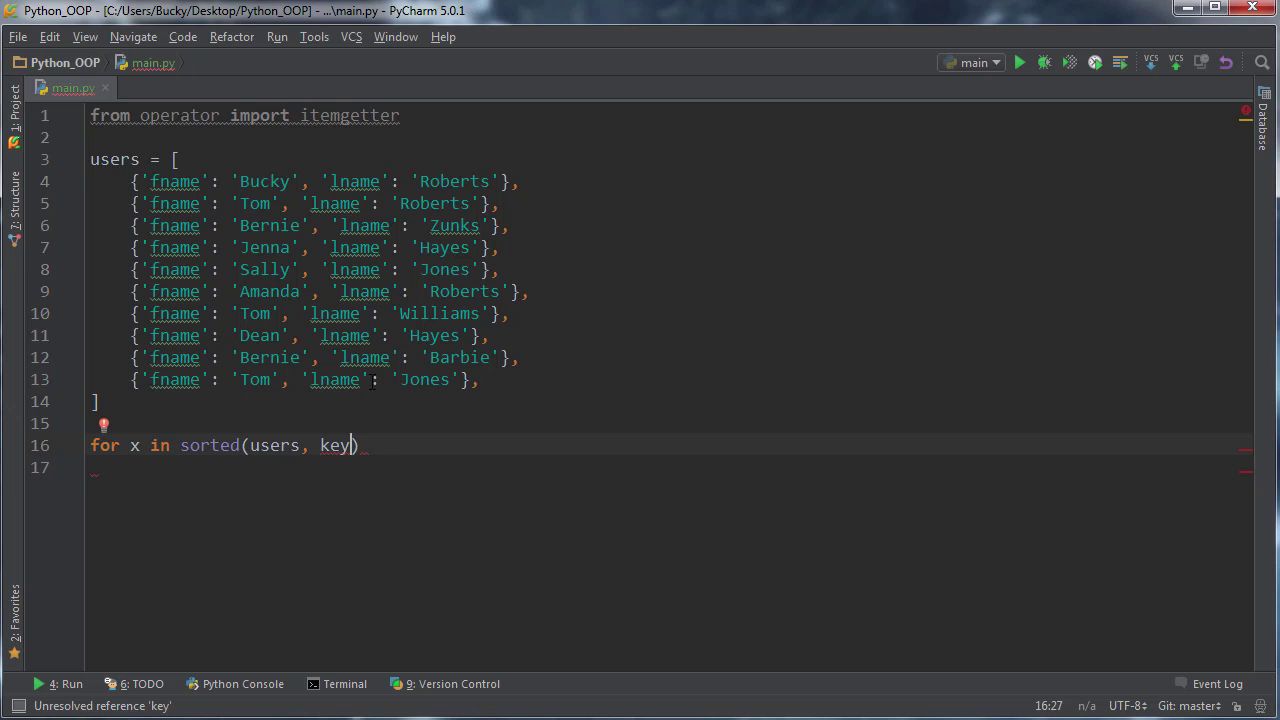 Python_OOP - [C:/Users/Bucky/Desktop/Python_OOP] - ...\main.py - PyCharm 5.0.1
File Edit View Navigate Code Refactor Run Tools VCS Window Help
Python_OOP main.py main VCS VCS
1: Project
7: Structure
2: Favorites
main.py
Database
1 from operator import itemgetter
2
3 users = [
4 {'fname': 'Bucky', 'lname': 'Roberts'},
5 {'fname': 'Tom', 'lname': 'Roberts'},
6 {'fname': 'Bernie', 'lname': 'Zunks'},
7 {'fname': 'Jenna', 'lname': 'Hayes'},
8 {'fname': 'Sally', 'lname': 'Jones'},
9 {'fname': 'Amanda', 'lname': 'Roberts'},
10 {'fname': 'Tom', 'lname': 'Williams'},
11 {'fname': 'Dean', 'lname': 'Hayes'},
12 {'fname': 'Bernie', 'lname': 'Barbie'},
13 {'fname': 'Tom', 'lname': 'Jones'},
14 ]
15
16 for x in sorted(users, key)
17
4: Run 6: TODO Python Console Terminal 9: Version Control Event Log
Unresolved reference 'key' 16:27 n/a UTF-8 Git: master